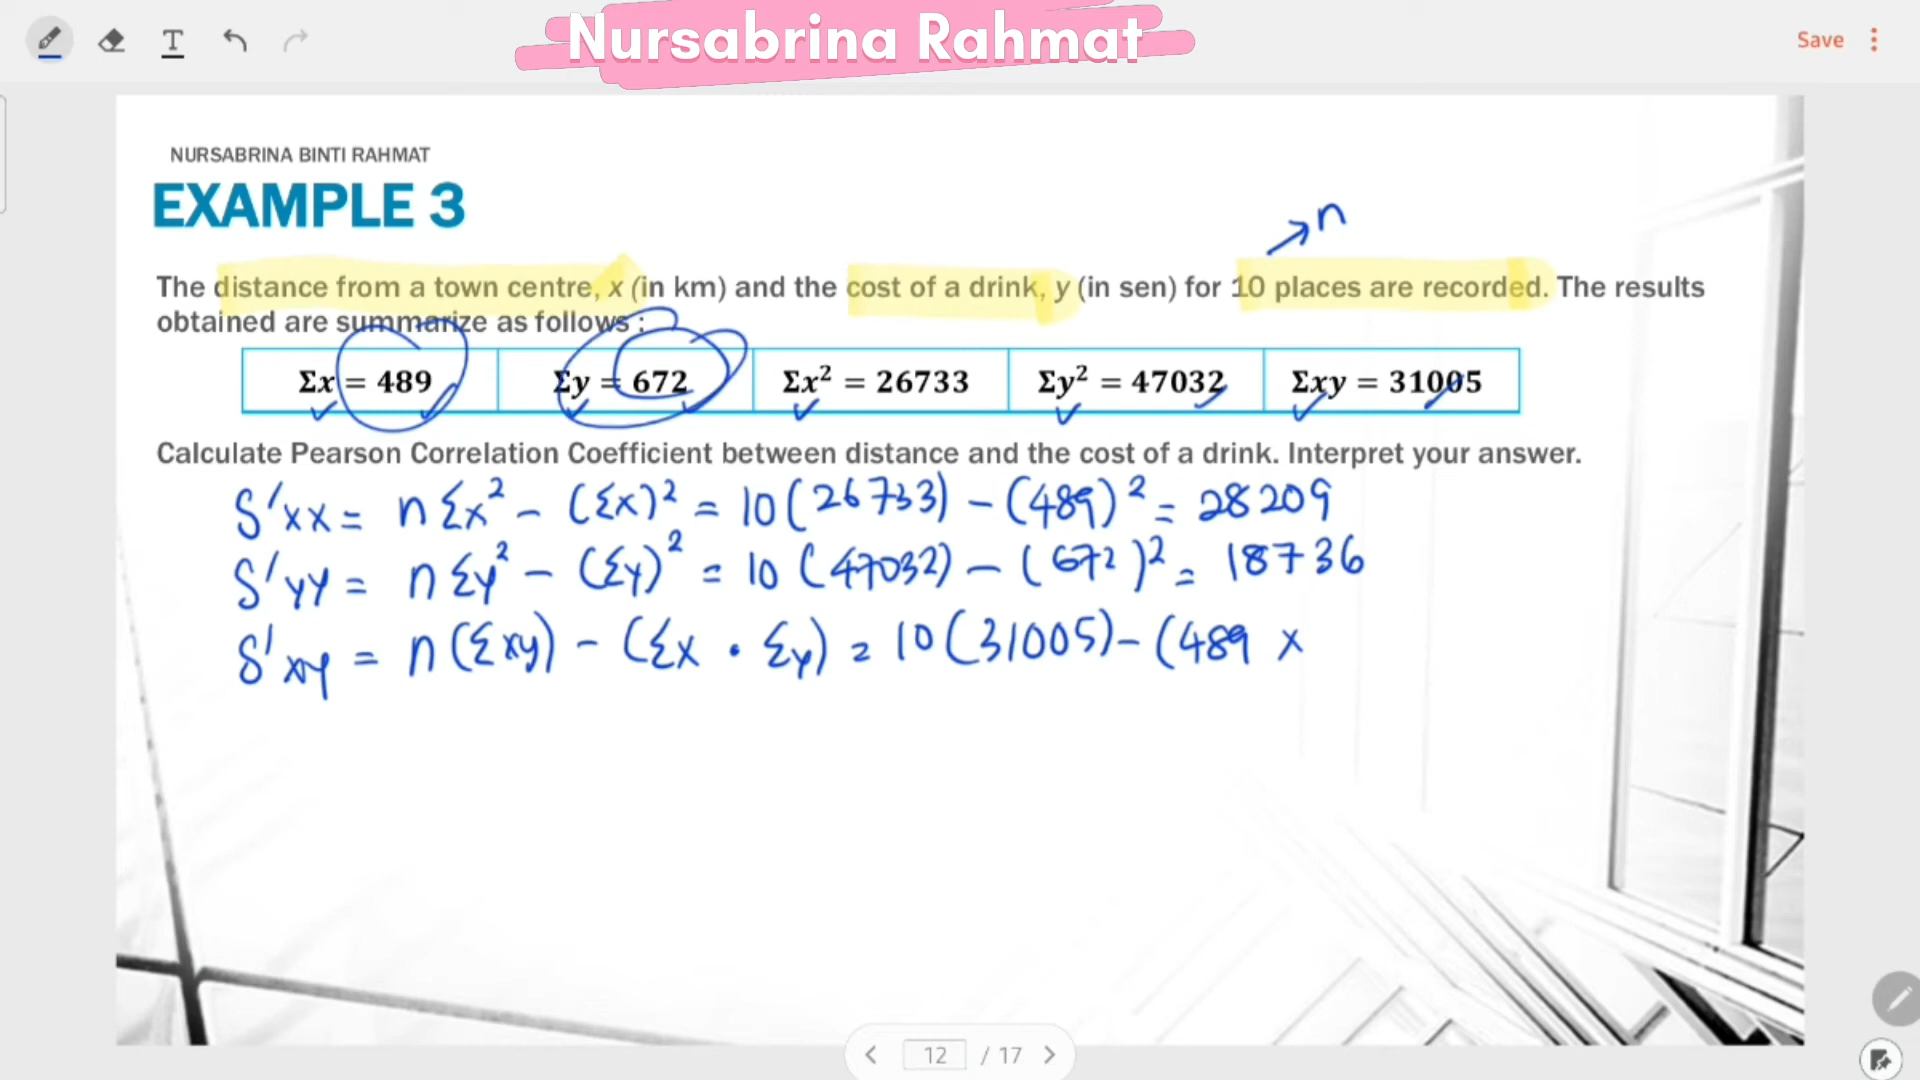 Nursabrina Rahmat
T
Save
NURSABRINA BINTI RAHMAT
EXAMPLE 3
→ n
The distance from a town centre, x (in km) and the cost of a drink, y (in sen) for 10 places are recorded. The results
obtained are summarize as follows :
Σx = 489 Σy = 672 Σx² = 26733 Σy² = 47032 Σxy = 31005
Calculate Pearson Correlation Coefficient between distance and the cost of a drink. Interpret your answer.
S'xx = nΣx² - (Σx)² = 10(26733) - (489)² = 28209
S'yy = nΣy² - (Σy)² = 10(47032) - (672)² = 18736
S'xy = n(Σxy) - (Σx · Σy) = 10(31005) - (489 x
< 12 / 17 >